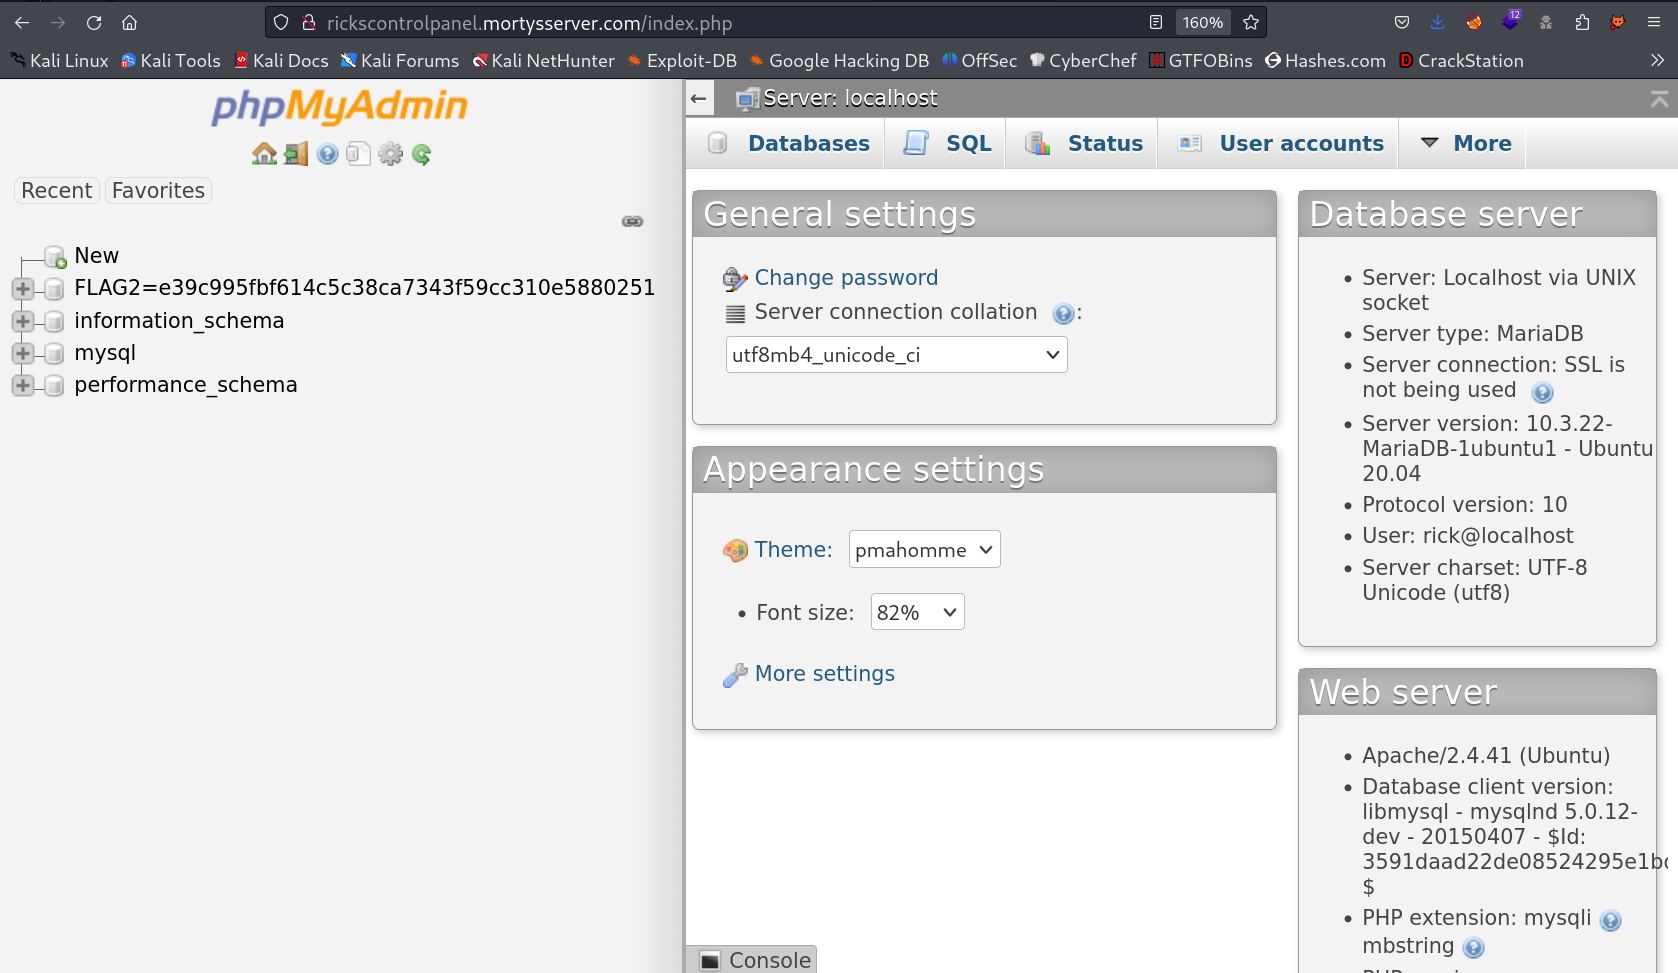 rickscontrolpanel.mortysserver.com/index.php
160%
12
Kali Linux
Kali Tools
Kali Docs
Kali Forums
Kali NetHunter
Exploit-DB
Google Hacking DB
OffSec
CyberChef
GTFOBins
Hashes.com
CrackStation
phpMyAdmin
Recent
Favorites
New
FLAG2=e39c995fbf614c5c38ca7343f59cc310e5880251
information_schema
mysql
performance_schema
Server: localhost
Databases
SQL
Status
User accounts
More
General settings
Change password
Server connection collation :
utf8mb4_unicode_ci
Appearance settings
Theme: pmahomme
• Font size: 82%
More settings
Database server
• Server: Localhost via UNIX
socket
• Server type: MariaDB
• Server connection: SSL is
not being used
• Server version: 10.3.22-
MariaDB-1ubuntu1 - Ubuntu
20.04
• Protocol version: 10
• User: rick@localhost
• Server charset: UTF-8
Unicode (utf8)
Web server
• Apache/2.4.41 (Ubuntu)
• Database client version:
libmysql - mysqlnd 5.0.12-
dev - 20150407 - $Id:
3591daad22de08524295e1b
$
• PHP extension: mysqli
mbstring
Console